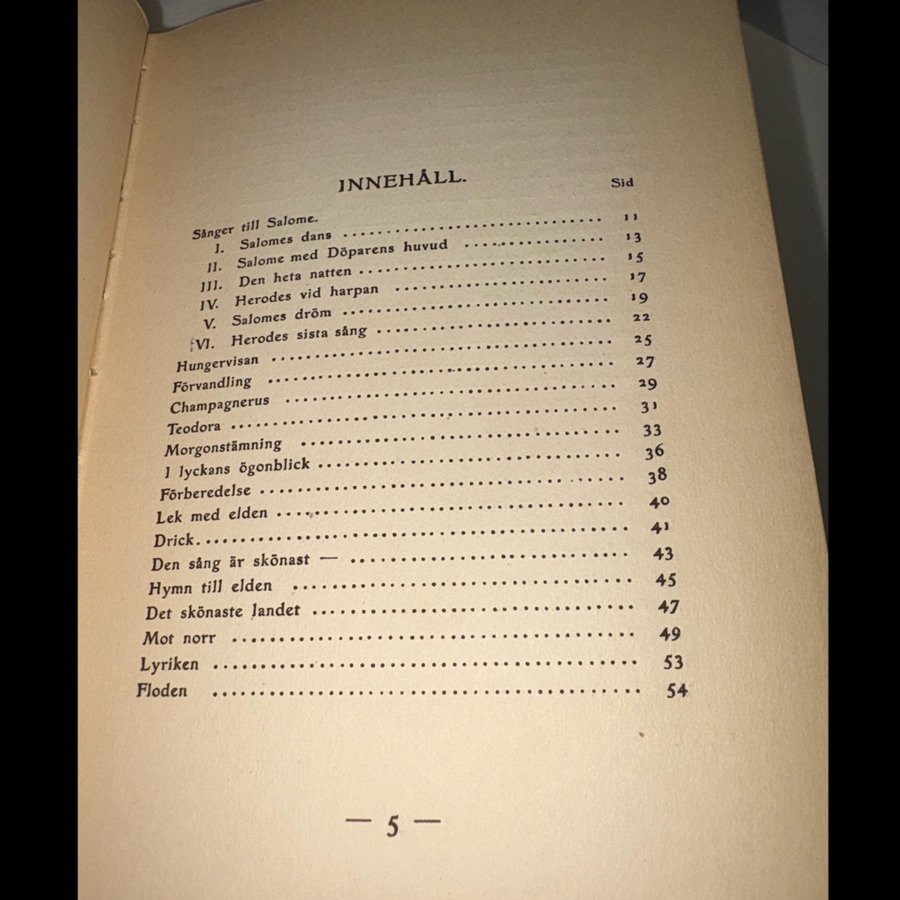 INNEHÅLL.
Sid
Sånger till Salome.
I. Salomes dans ........................ 11
II. Salome med Döparens huvud ............ 13
III. Den heta natten ........................ 15
IV. Herodes vid harpan .................... 17
V. Salomes dröm ........................ 19
VI. Herodes sista sång .................... 22
Hungervisan ............................ 25
Förvandling ............................ 27
Champagnerus ............................ 29
Teodora ................................ 31
Morgonstämning .......................... 33
I lyckans ögonblick ........................ 36
Förberedelse ............................ 38
Lek med elden ............................ 40
Drick. .................................. 41
Den sång är skönast — .................... 43
Hymn till elden .......................... 45
Det skönaste landet ........................ 47
Mot norr ................................ 49
Lyriken ................................ 53
Floden ................................ 54
— 5 —